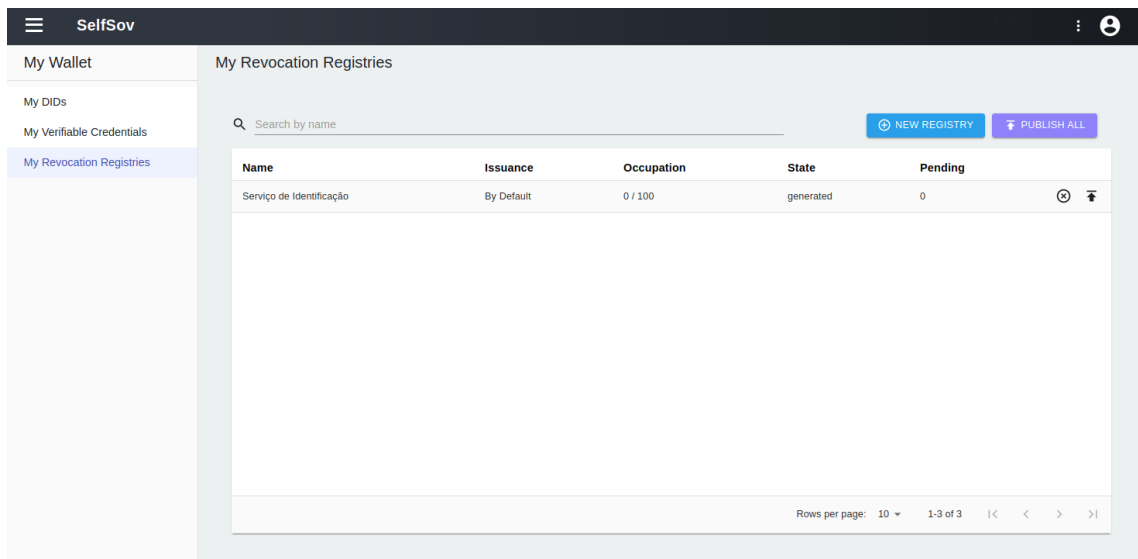 SelfSov
My Wallet
My Revocation Registries
My DIDs
My Verifiable Credentials
My Revocation Registries
Search by name
NEW REGISTRY
PUBLISH ALL
Name Issuance Occupation State Pending
Serviço de Identificação By Default 0 / 100 generated 0
Rows per page: 10 1-3 of 3